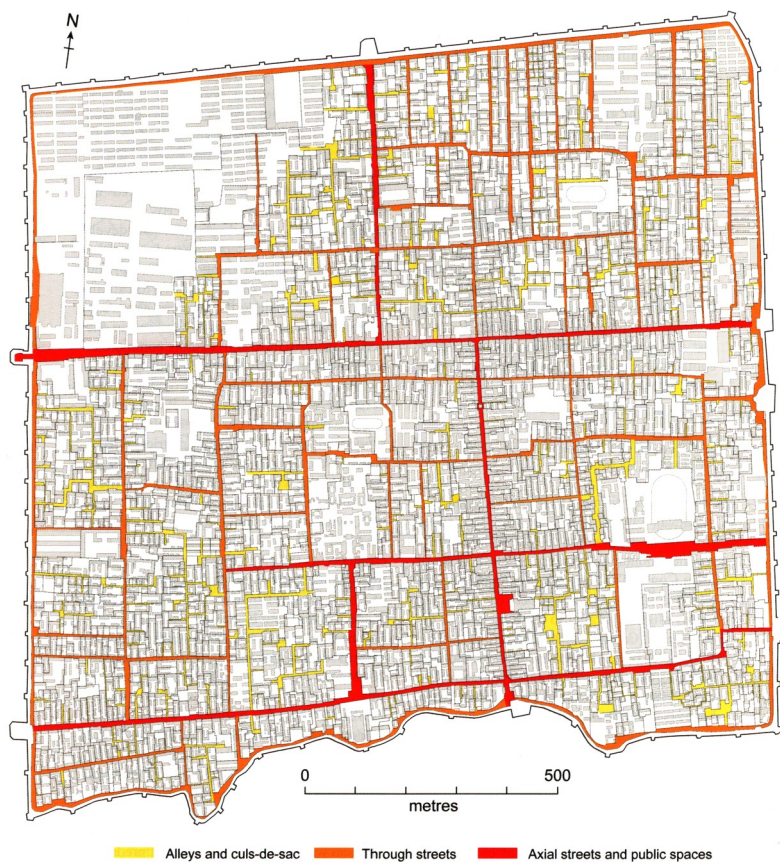 N
0 500
metres
Alleys and culs-de-sac Through streets Axial streets and public spaces